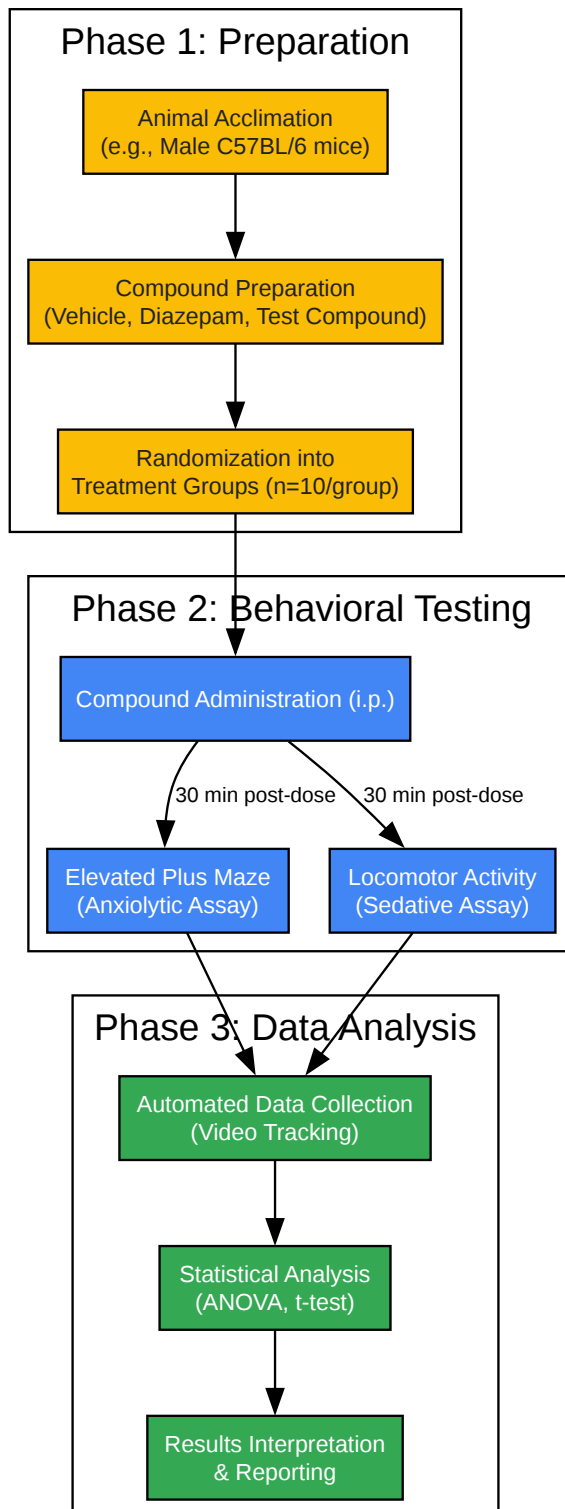 Phase 1: Preparation
Animal Acclimation
(e.g., Male C57BL/6 mice)
Compound Preparation
(Vehicle, Diazepam, Test Compound)
Randomization into
Treatment Groups (n=10/group)
Phase 2: Behavioral Testing
Compound Administration (i.p.)
30 min post-dose
30 min post-dose
Elevated Plus Maze
(Anxiolytic Assay)
Locomotor Activity
(Sedative Assay)
Phase 3: Data Analysis
Automated Data Collection
(Video Tracking)
Statistical Analysis
(ANOVA, t-test)
Results Interpretation
& Reporting